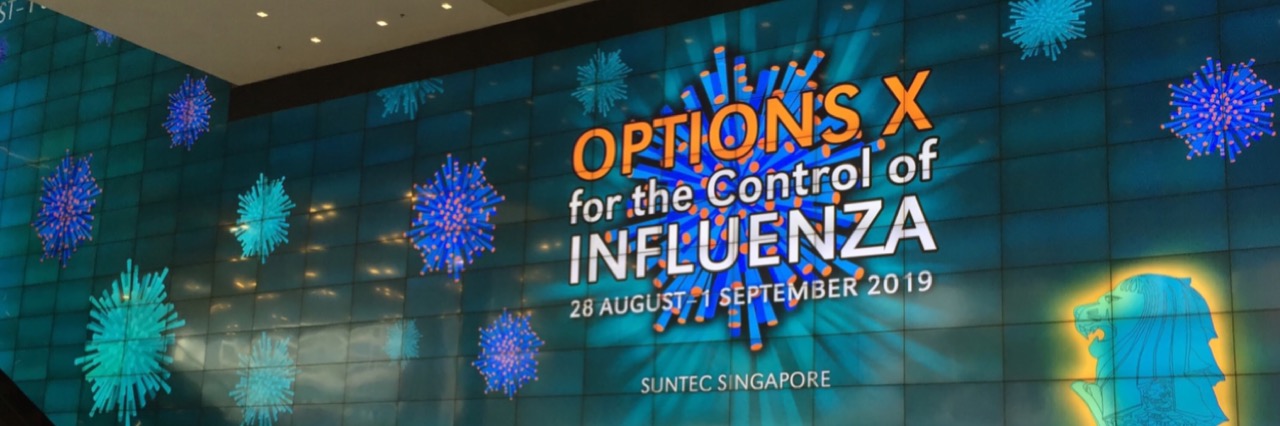 OPTIONS X
for the Control of
INFLUENZA
28 AUGUST–1 SEPTEMBER 2019
SUNTEC SINGAPORE